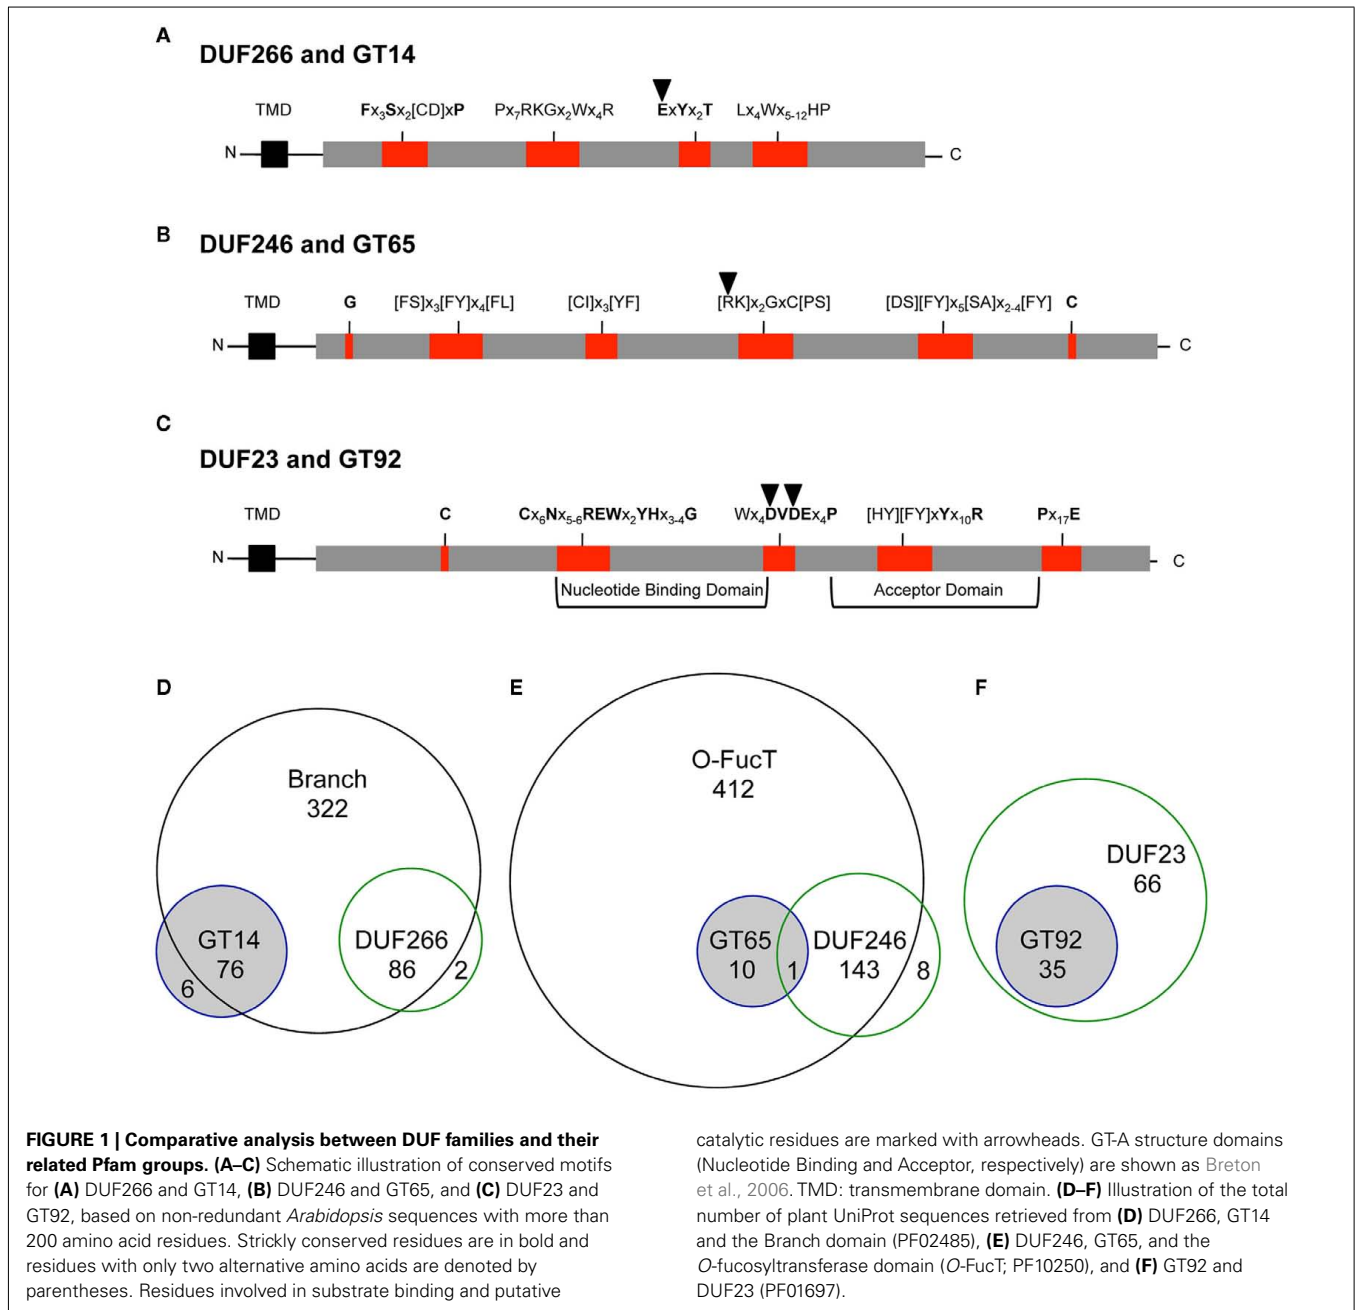 A
DUF266 and GT14
TMD Fx₃Sx₂[CD]xP Px₇RKGx₂Wx₄R ExYx₂T Lx₄Wx₅₋₁₂HP
N C
B
DUF246 and GT65
TMD G [FS]x₃[FY]x₄[FL] [CI]x₃[YF] [RK]x₂GxC[PS] [DS][FY]x₅[SA]x₂₋₄[FY] C
N C
C
DUF23 and GT92
TMD C Cx₆Nx₅₋₆REWx₂YHx₃₋₄G Wx₄DVDEx₄P [HY][FY]xYx₁₀R Px₁₇E
N C
Nucleotide Binding Domain Acceptor Domain
D
Branch
322
GT14
76
6
DUF266
86
2
E
O-FucT
412
GT65
10
1
DUF246
143
8
F
DUF23
66
GT92
35
FIGURE 1 | Comparative analysis between DUF families and their
related Pfam groups. (A–C) Schematic illustration of conserved motifs
for (A) DUF266 and GT14, (B) DUF246 and GT65, and (C) DUF23 and
GT92, based on non-redundant Arabidopsis sequences with more than
200 amino acid residues. Strickly conserved residues are in bold and
residues with only two alternative amino acids are denoted by
parentheses. Residues involved in substrate binding and putative
catalytic residues are marked with arrowheads. GT-A structure domains
(Nucleotide Binding and Acceptor, respectively) are shown as Breton
et al., 2006. TMD: transmembrane domain. (D–F) Illustration of the total
number of plant UniProt sequences retrieved from (D) DUF266, GT14
and the Branch domain (PF02485), (E) DUF246, GT65, and the
O-fucosyltransferase domain (O-FucT; PF10250), and (F) GT92 and
DUF23 (PF01697).